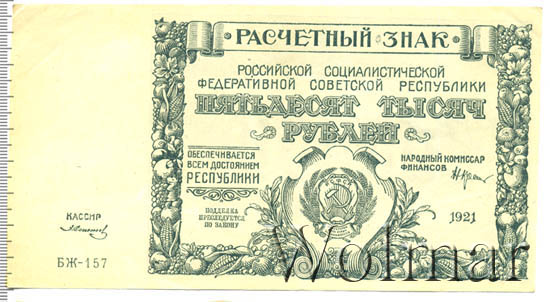 РАСЧЕТНЫЙ ЗНАК
РОССИЙСКОЙ СОЦИАЛИСТИЧЕСКОЙ
ФЕДЕРАТИВНОЙ СОВЕТСКОЙ РЕСПУБЛИКИ
ПЯТЬДЕСЯТ ТЫСЯЧ
РУБЛЕЙ
ОБЕСПЕЧИВАЕТСЯ
ВСЕМ ДОСТОЯНИЕМ
РЕСПУБЛИКИ
НАРОДНЫЙ КОМИССАР
ФИНАНСОВ
ПОДДЕЛКА
ПРЕСЛЕДУЕТСЯ
ПО ЗАКОНУ
1921
КАССИР
БЖ-157
Wolmar